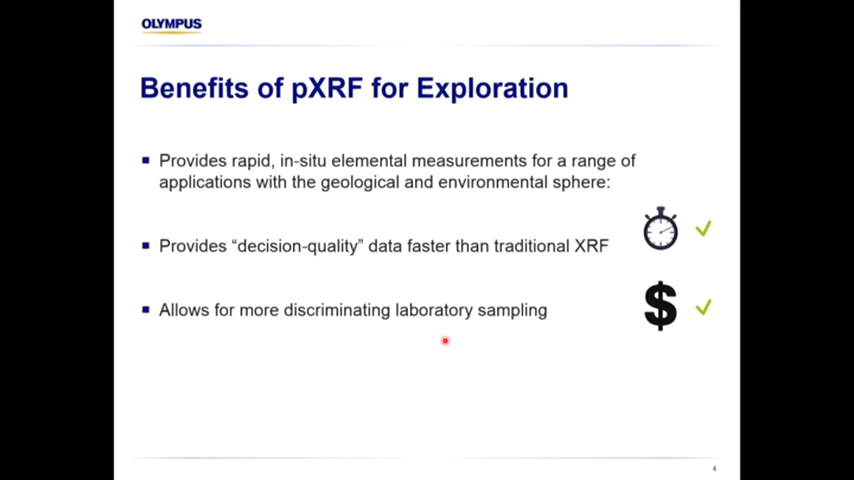 OLYMPUS
Benefits of pXRF for Exploration
Provides rapid, in-situ elemental measurements for a range of
applications with the geological and environmental sphere:
Provides “decision-quality” data faster than traditional XRF
Allows for more discriminating laboratory sampling
$
4